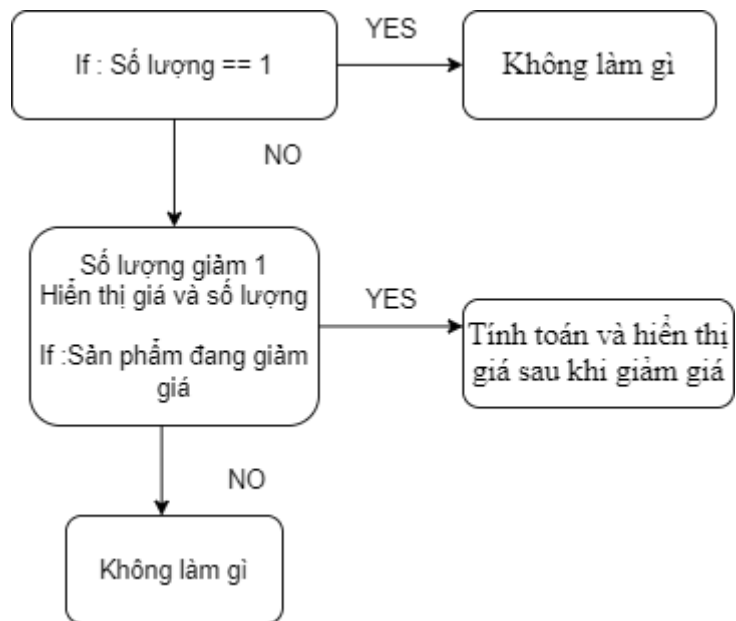 If : Số lượng == 1
YES
Không làm gì
NO
Số lượng giảm 1
Hiển thị giá và số lượng
If :Sản phẩm đang giảm
giá
YES
Tính toán và hiển thị
giá sau khi giảm giá
NO
Không làm gì